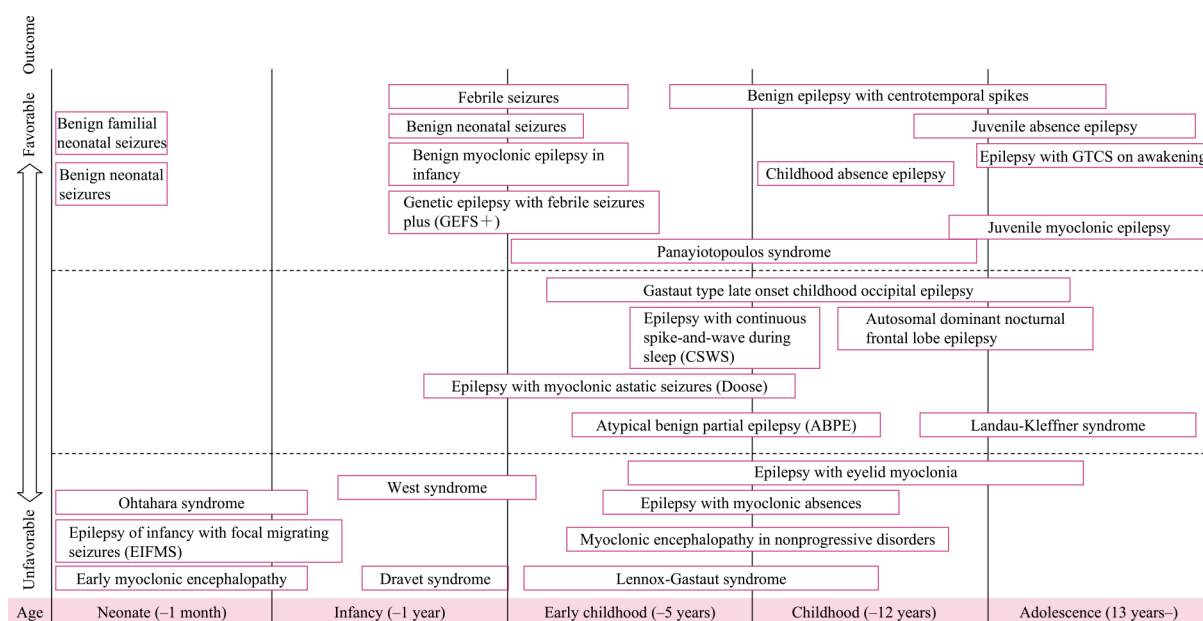 Outcome
Favorable
Unfavorable
Febrile seizures
Benign epilepsy with centrotemporal spikes
Benign familial
neonatal seizures
Benign neonatal seizures
Juvenile absence epilepsy
Benign myoclonic epilepsy in
infancy
Epilepsy with GTCS on awakening
Benign neonatal
seizures
Childhood absence epilepsy
Genetic epilepsy with febrile seizures
plus (GEFS+)
Juvenile myoclonic epilepsy
Panayiotopoulos syndrome
Gastaut type late onset childhood occipital epilepsy
Epilepsy with continuous
spike-and-wave during
sleep (CSWS)
Autosomal dominant nocturnal
frontal lobe epilepsy
Epilepsy with myoclonic astatic seizures (Doose)
Atypical benign partial epilepsy (ABPE)
Landau-Kleffner syndrome
Epilepsy with eyelid myoclonia
West syndrome
Ohtahara syndrome
Epilepsy with myoclonic absences
Epilepsy of infancy with focal migrating
seizures (EIFMS)
Myoclonic encephalopathy in nonprogressive disorders
Early myoclonic encephalopathy
Dravet syndrome
Lennox-Gastaut syndrome
Age
Neonate (–1 month)
Infancy (–1 year)
Early childhood (–5 years)
Childhood (–12 years)
Adolescence (13 years–)